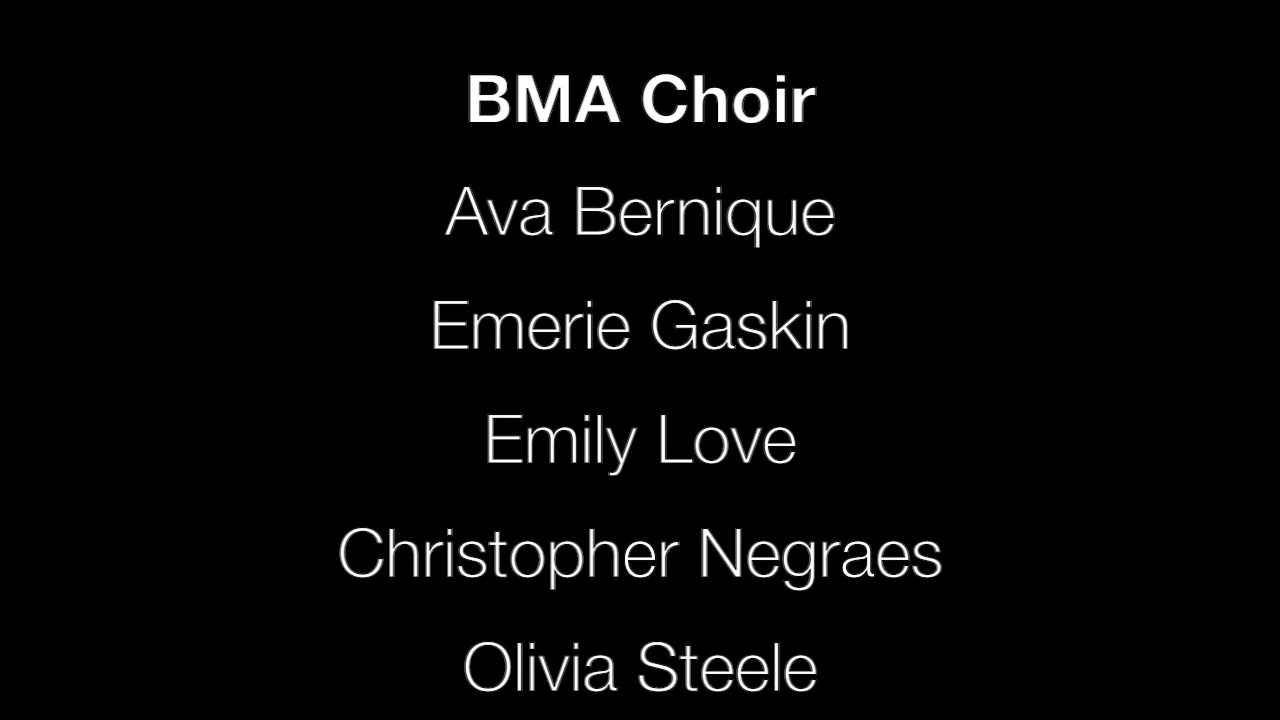 BMA Choir
Ava Bernique
Emerie Gaskin
Emily Love
Christopher Negraes
Olivia Steele